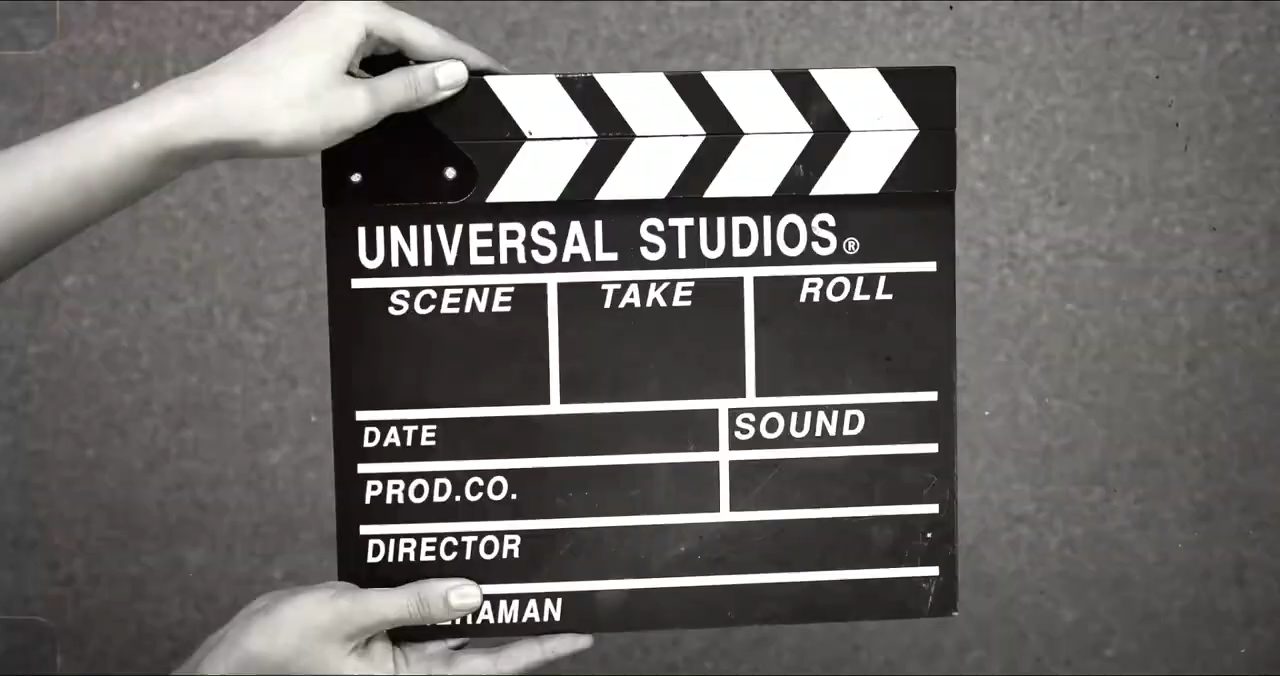 UNIVERSAL STUDIOS®
SCENE TAKE ROLL
DATE SOUND
PROD.CO.
DIRECTOR